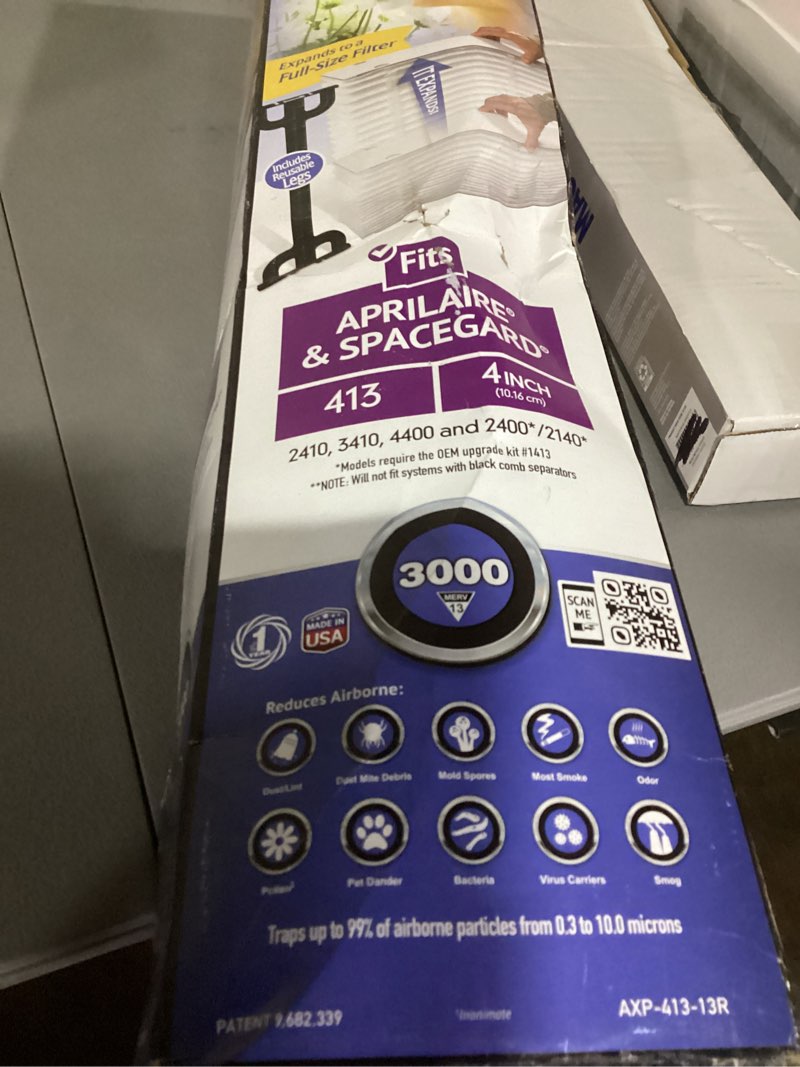 Expands to a
Full-Size Filter
IT EXPANDS!
Includes
Reusable
Legs
Fits
APRILAIRE®
& SPACEGARD®
413
4 INCH
(10.16 cm)
2410, 3410, 4400 and 2400*/2140*
*Models require the OEM upgrade kit #1413
**NOTE: Will not fit systems with black comb separators
3000
MERV
13
1
YEAR
MADE IN
USA
SCAN
ME
Reduces Airborne:
Dust/Lint
Dust Mite Debris
Mold Spores
Most Smoke
Odor
Pollen¹
Pet Dander
Bacteria
Virus Carriers
Smog
Traps up to 99% of airborne particles from 0.3 to 10.0 microns
PATENT 9,682,339
¹Inanimate
AXP-413-13R